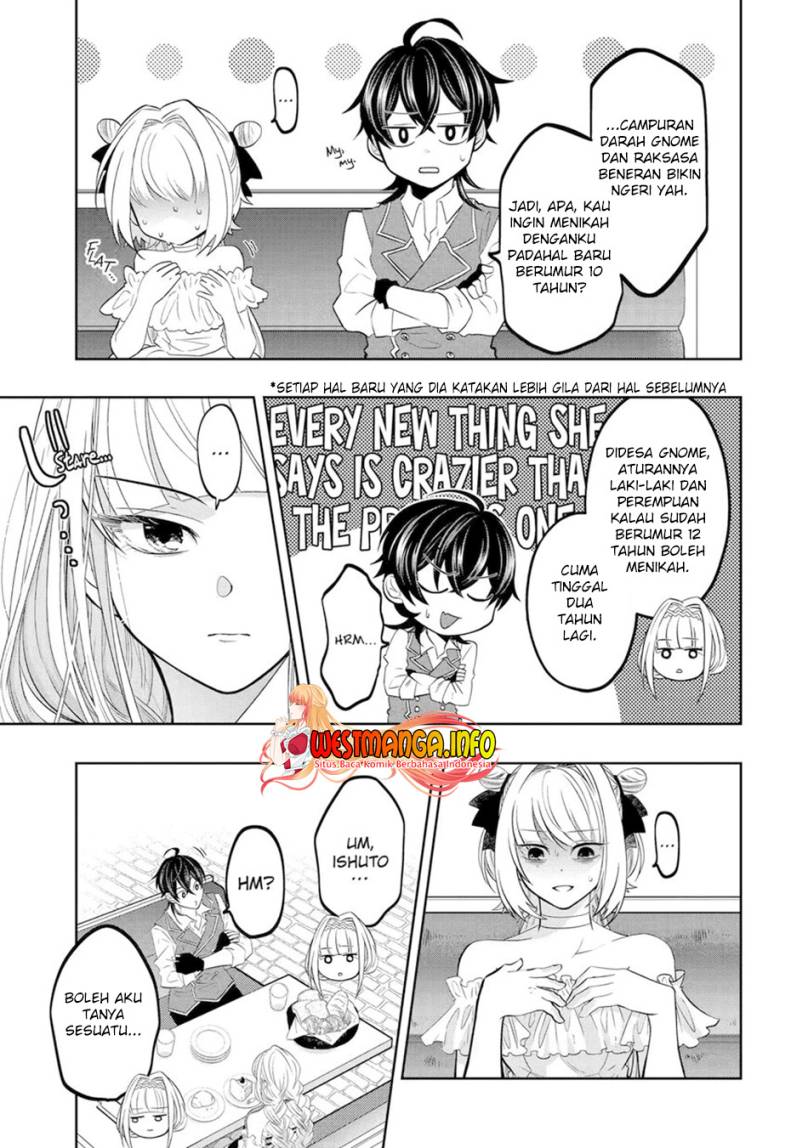 ...CAMPURAN
DARAH GNOME
DAN RAKSASA
BENERAN BIKIN
NGERI YAH.
JADI, APA, KAU
INGIN MENIKAH
DENGANKU
PADAHAL BARU
BERUMUR 10
TAHUN?
My, my.
...
FLAT...
*SETIAP HAL BARU YANG DIA KATAKAN LEBIH GILA DARI HAL SEBELUMNYA
DIDESA GNOME,
ATURANNYA
LAKI-LAKI DAN
PEREMPUAN
KALAU SUDAH
BERUMUR 12
TAHUN BOLEH
MENIKAH.
CUMA
TINGGAL
DUA
TAHUN
LAGI.
EVERY NEW THING SHE
SAYS IS CRAZIER THA
THE PR S ONE
HRM...
...
Stare...
WESTMANGA.INFO
Situs Baca Komik Berbahasa Indonesia
...
UM,
ISHUTO
...
HM?
BOLEH AKU
TANYA
SESUATU...